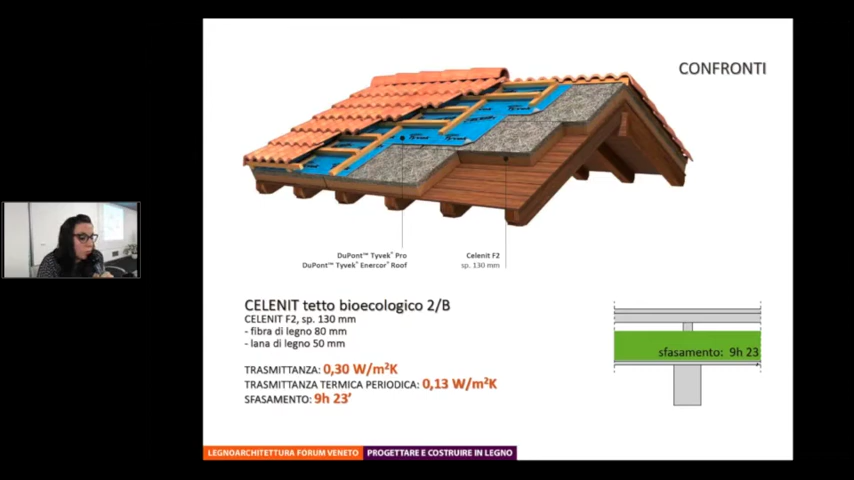 CONFRONTI
DuPont™ Tyvek® Pro
DuPont™ Tyvek® Enercor® Roof
Celenit F2
sp. 130 mm
CELENIT tetto bioecologico 2/B
CELENIT F2, sp. 130 mm
- fibra di legno 80 mm
- lana di legno 50 mm
TRASMITTANZA: 0,30 W/m²K
TRASMITTANZA TERMICA PERIODICA: 0,13 W/m²K
SFASAMENTO: 9h 23’
sfasamento: 9h 23
LEGNOARCHITETTURA FORUM VENETO PROGETTARE E COSTRUIRE IN LEGNO